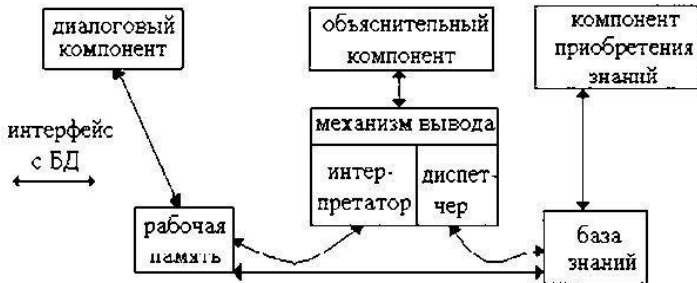 диалоговый
компонент
объяснительный
компонент
компонент
приобретения
знаний
интерфейс
с БД
механизм вывода
интер-
претатор
диспет-
чер
рабочая
память
база
знаний